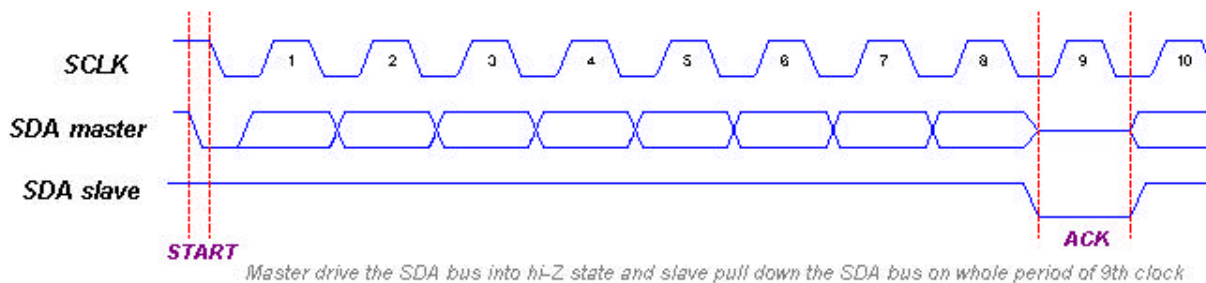 SCLK
1 2 3 4 5 6 7 8 9 10
SDA master
SDA slave
START
ACK
Master drive the SDA bus into hi-Z state and slave pull down the SDA bus on whole period of 9th clock